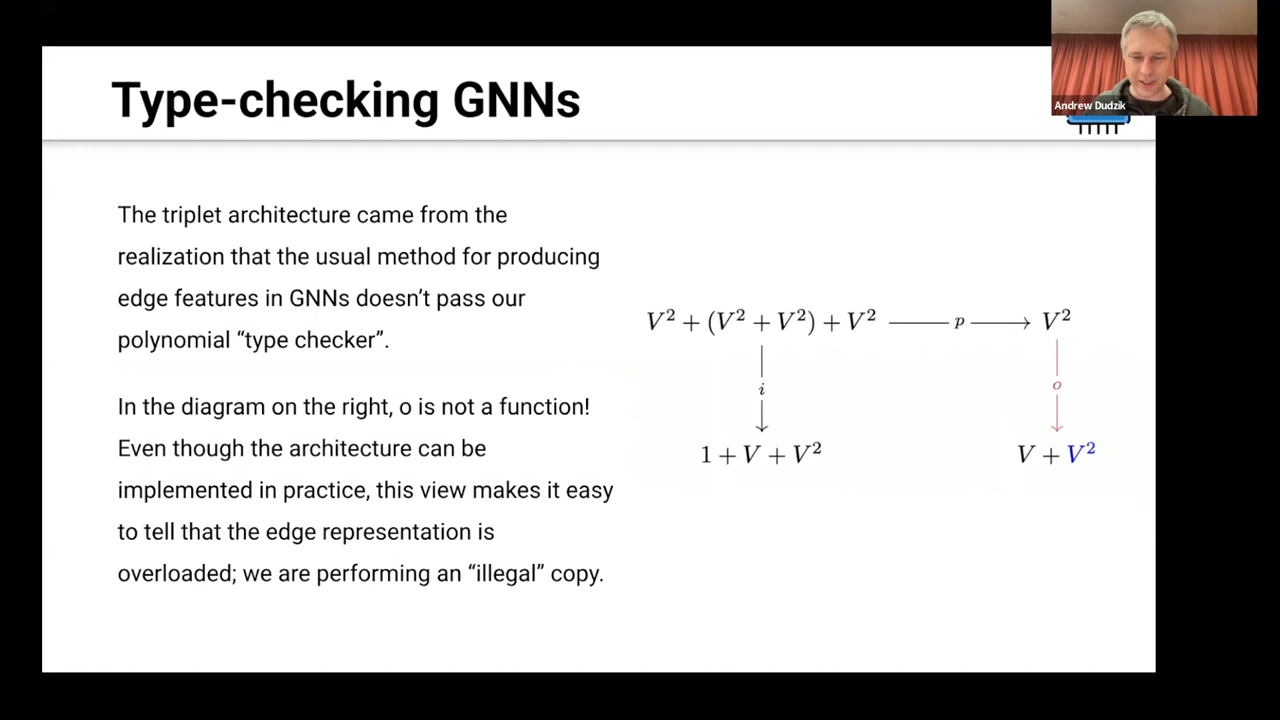 Type-checking GNNs
Andrew Dudzik
The triplet architecture came from the
realization that the usual method for producing
edge features in GNNs doesn’t pass our
polynomial “type checker”.
In the diagram on the right, o is not a function!
Even though the architecture can be
implemented in practice, this view makes it easy
to tell that the edge representation is
overloaded; we are performing an “illegal” copy.
V² + (V² + V²) + V² p V²
i o
1 + V + V² V + V²